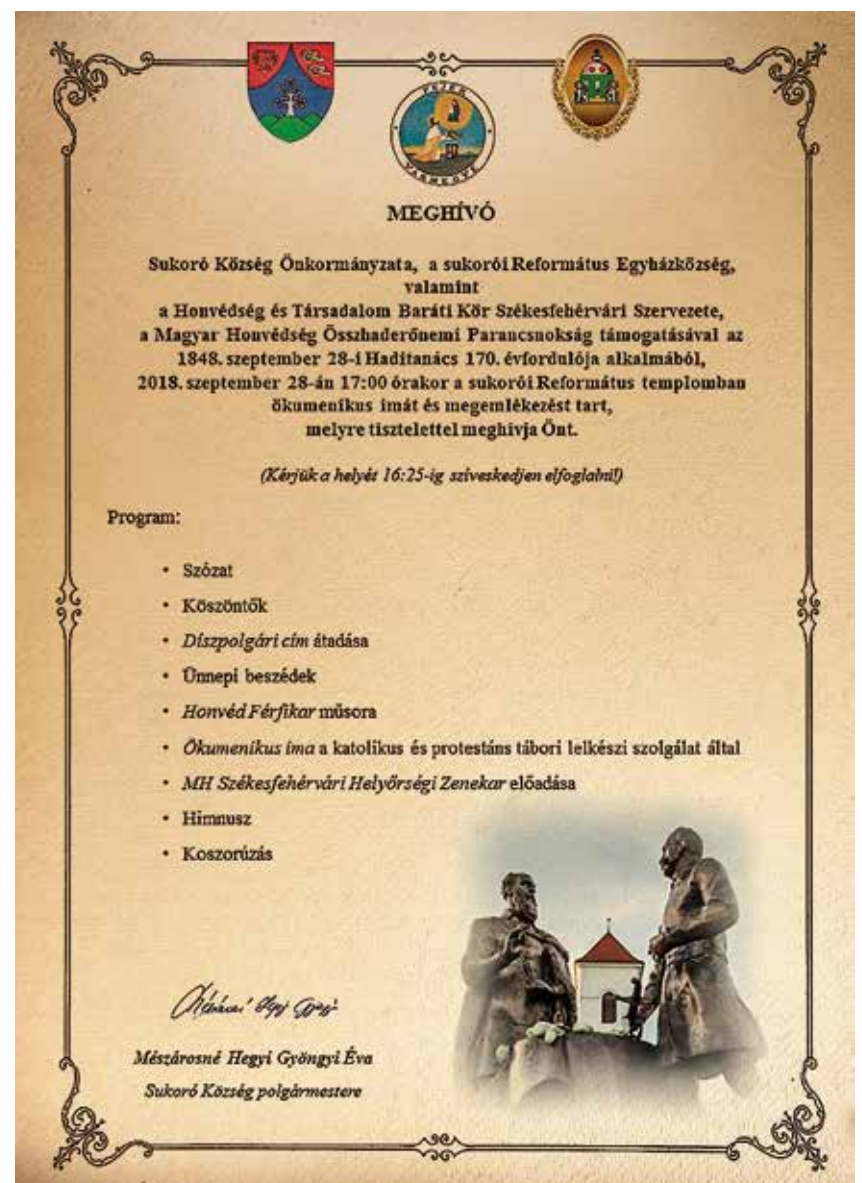 FEJÉR
VÁRMEGYE
MEGHÍVÓ
Sukoró Község Önkormányzata, a sukorói Református Egyházközség,
valamint
a Honvédség és Társadalom Baráti Kör Székesfehérvári Szervezete,
a Magyar Honvédség Összhaderőnemi Parancsnokság támogatásával az
1848. szeptember 28-i Haditanács 170. évfordulója alkalmából,
2018. szeptember 28-án 17:00 órakor a sukorói Református templomban
ökumenikus imát és megemlékezést tart,
melyre tisztelettel meghívja Önt.
(Kérjük a helyét 16:25-ig szíveskedjen elfoglalni!)
Program:
• Szózat
• Köszöntők
• Díszpolgári cím átadása
• Ünnepi beszédek
• Honvéd Férfikar műsora
• Ökumenikus ima a katolikus és protestáns tábori lelkészi szolgálat által
• MH Székesfehérvári Helyőrségi Zenekar előadása
• Himnusz
• Koszorúzás
Mészárosné Hegyi Gyöngyi Éva
Sukoró Község polgármestere